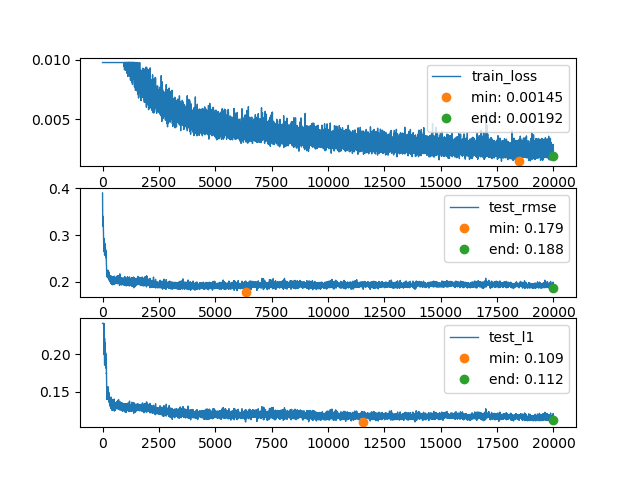 0.010
0.005
train_loss
min: 0.00145
end: 0.00192
0 2500 5000 7500 10000 12500 15000 17500 20000
0.4
0.3
0.2
test_rmse
min: 0.179
end: 0.188
0 2500 5000 7500 10000 12500 15000 17500 20000
0.20
0.15
test_l1
min: 0.109
end: 0.112
0 2500 5000 7500 10000 12500 15000 17500 20000